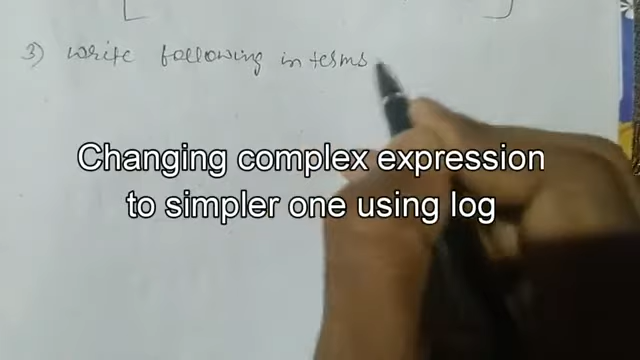 3) Write following in terms
Changing complex expression
to simpler one using log